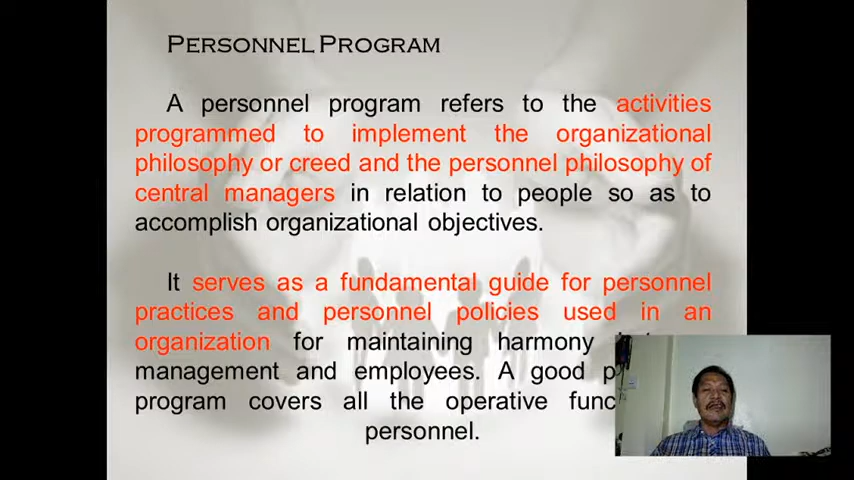 PERSONNEL PROGRAM
A personnel program refers to the activities
programmed to implement the organizational
philosophy or creed and the personnel philosophy of
central managers in relation to people so as to
accomplish organizational objectives.
It serves as a fundamental guide for personnel
practices and personnel policies used in an
organization for maintaining harmony
management and employees. A good
program covers all the operative
personnel.